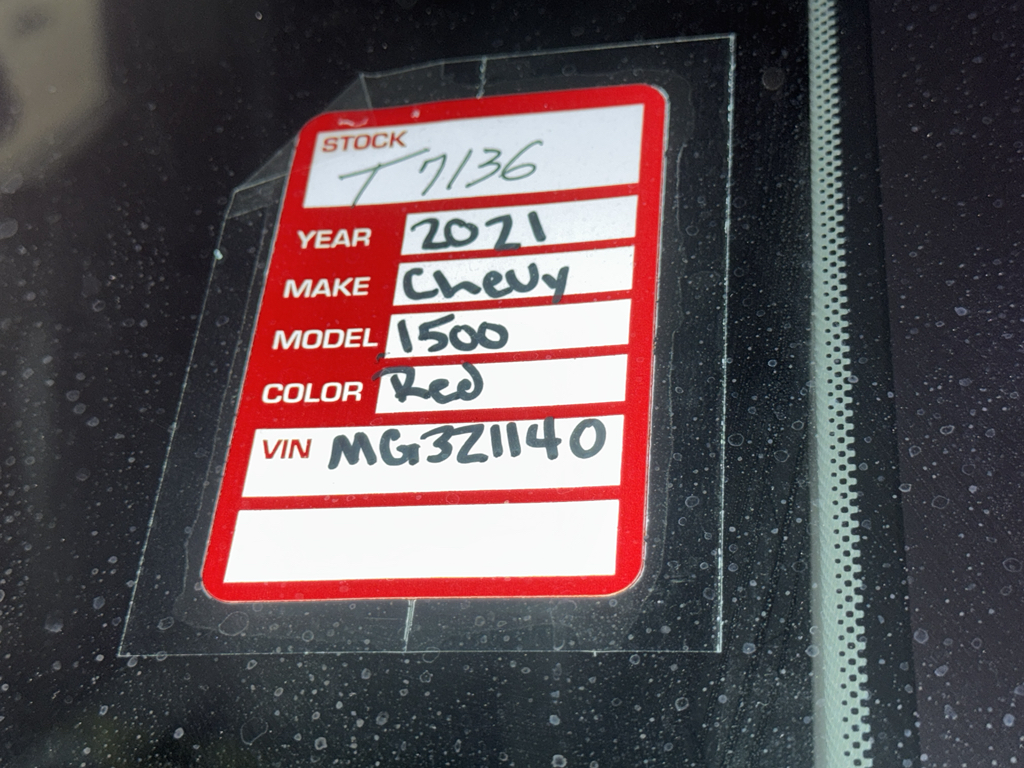 STOCK T7136
YEAR 2021
MAKE Chevy
MODEL 1500
COLOR Red
VIN MG321140